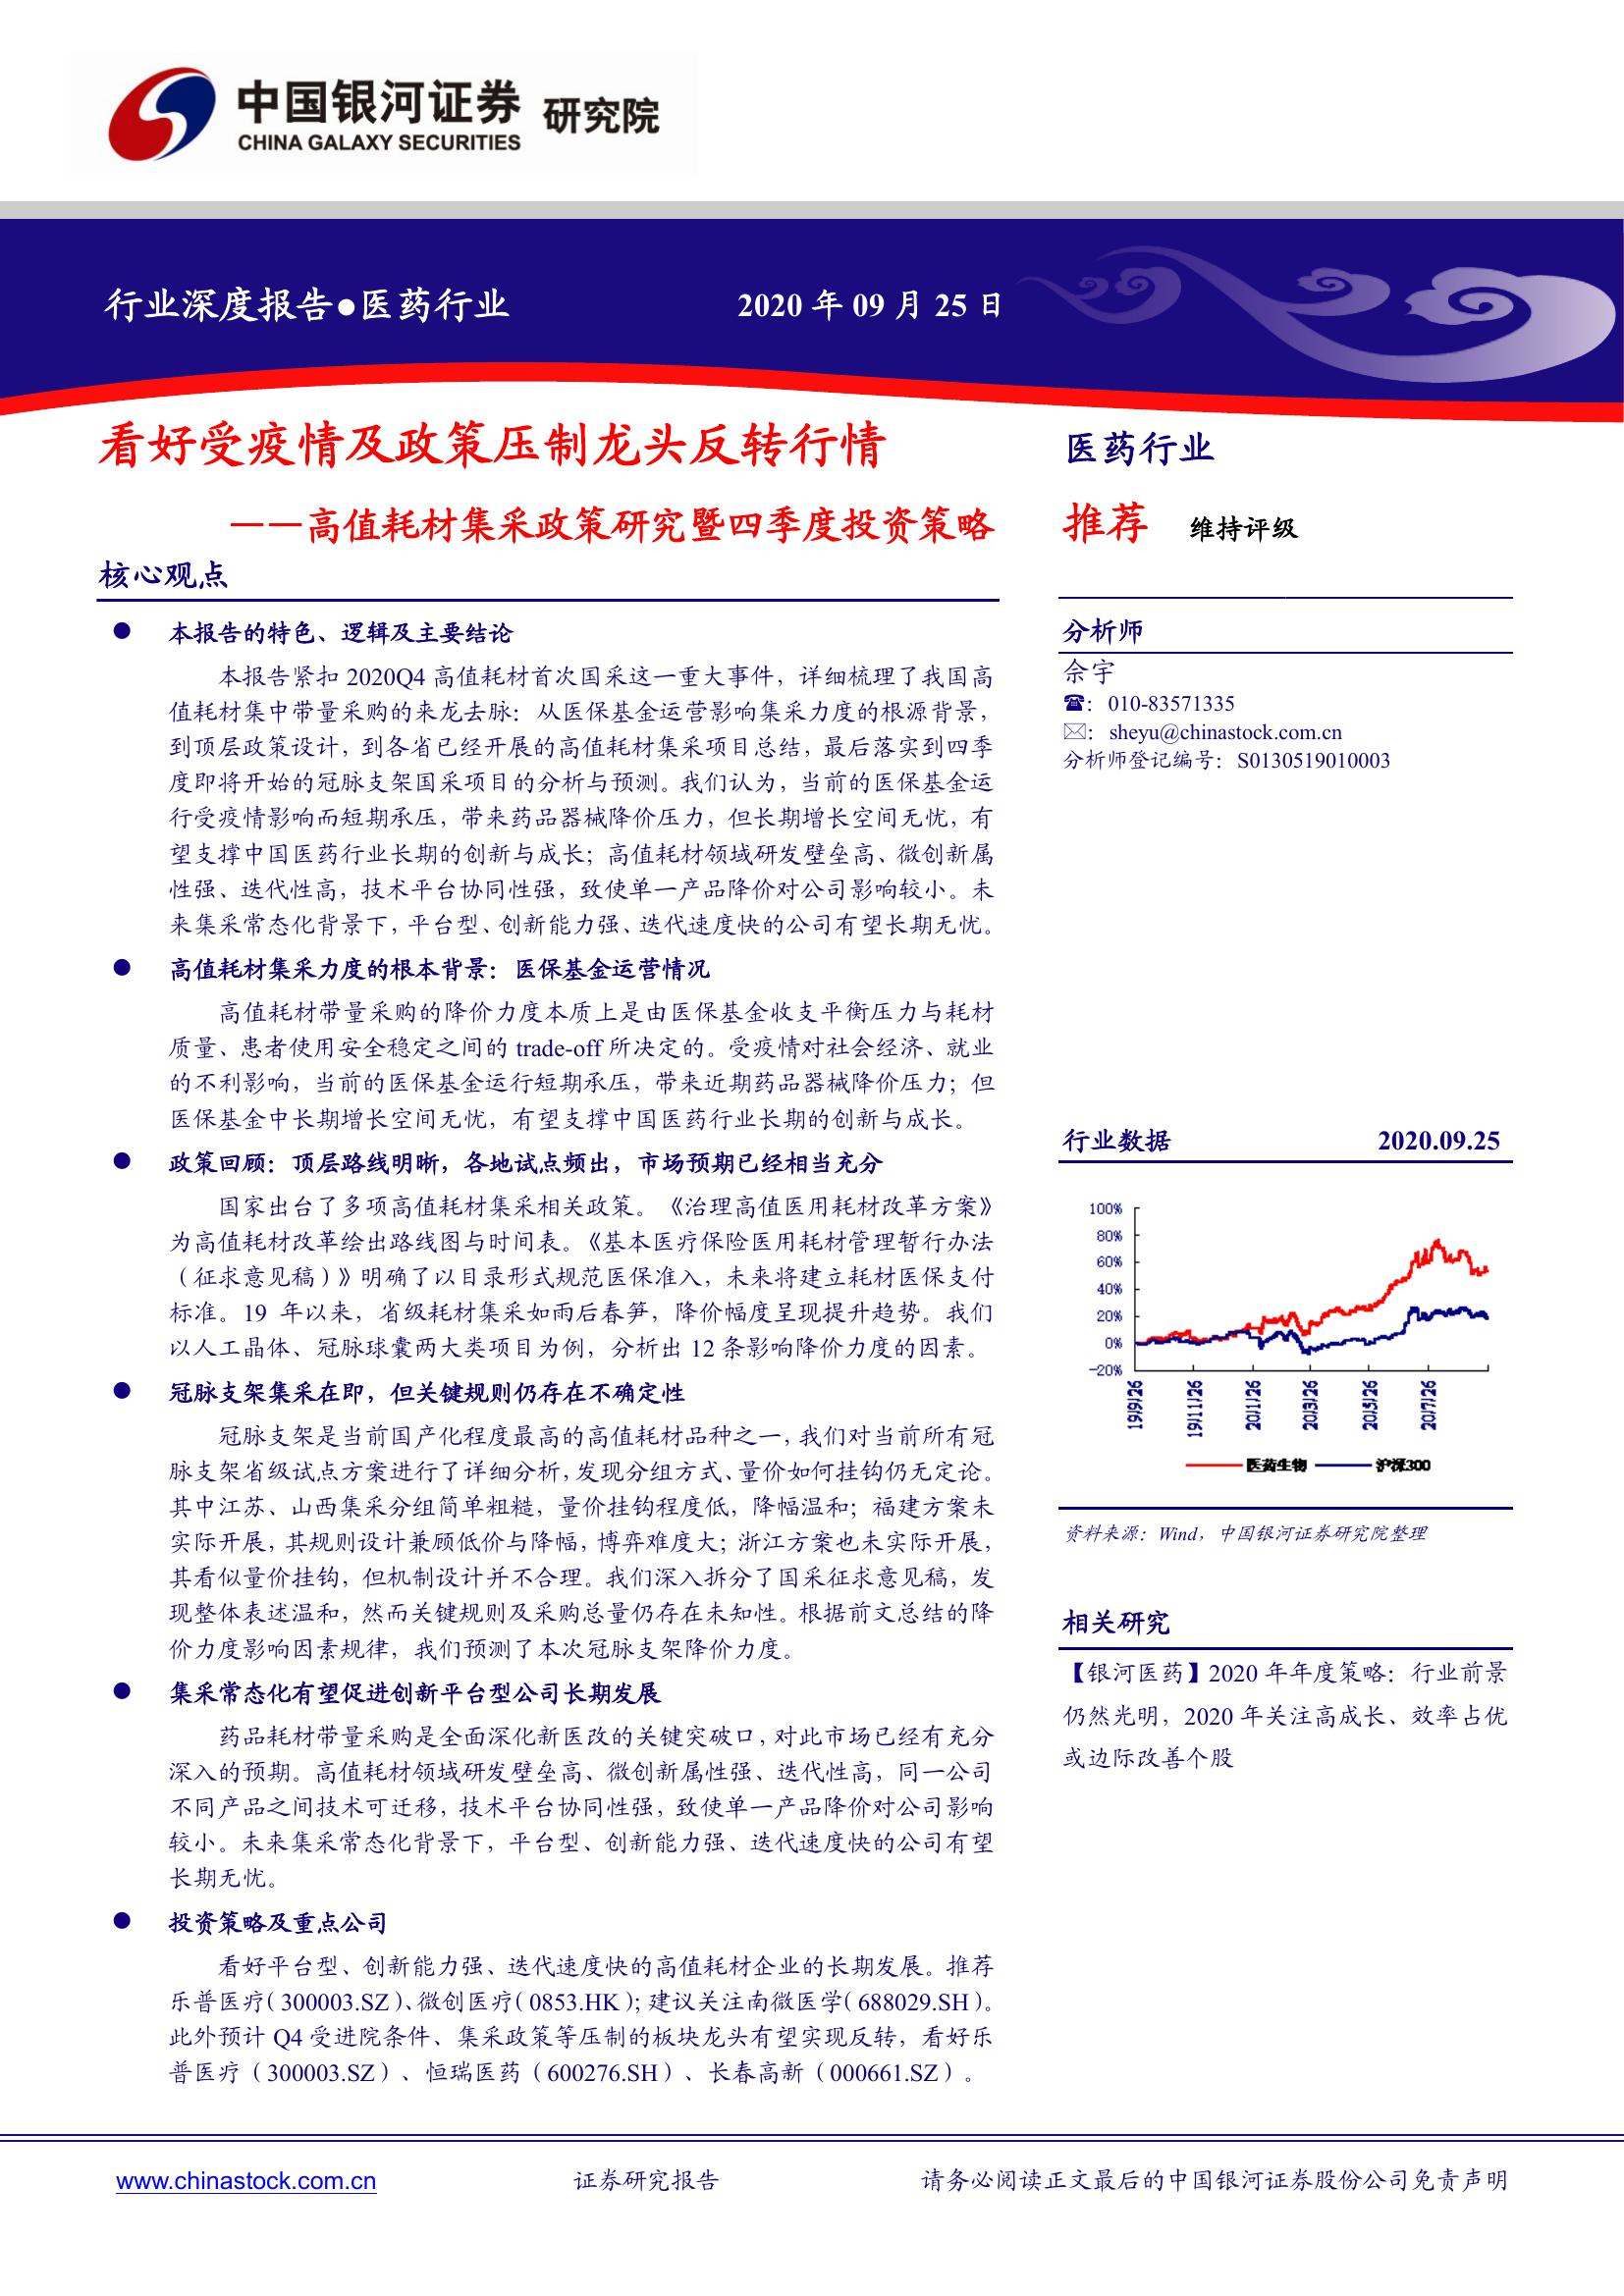 中国银河证券 研究院
CHINA GALAXY SECURITIES
行业深度报告●医药行业
2020 年 09 月 25 日
看好受疫情及政策压制龙头反转行情
——高值耗材集采政策研究暨四季度投资策略
核心观点
● 本报告的特色、逻辑及主要结论
本报告紧扣 2020Q4 高值耗材首次国采这一重大事件，详细梳理了我国高
值耗材集中带量采购的来龙去脉：从医保基金运营影响集采力度的根源背景，
到顶层政策设计，到各省已经开展的高值耗材集采项目总结，最后落实到四季
度即将开始的冠脉支架国采项目的分析与预测。我们认为，当前的医保基金运
行受疫情影响而短期承压，带来药品器械降价压力，但长期增长空间无忧，有
望支撑中国医药行业长期的创新与成长；高值耗材领域研发壁垒高、微创新属
性强、迭代性高，技术平台协同性强，致使单一产品降价对公司影响较小。未
来集采常态化背景下，平台型、创新能力强、迭代速度快的公司有望长期无忧。
● 高值耗材集采力度的根本背景：医保基金运营情况
高值耗材带量采购的降价力度本质上是由医保基金收支平衡压力与耗材
质量、患者使用安全稳定之间的 trade-off 所决定的。受疫情对社会经济、就业
的不利影响，当前的医保基金运行短期承压，带来近期药品器械降价压力；但
医保基金中长期增长空间无忧，有望支撑中国医药行业长期的创新与成长。
● 政策回顾：顶层路线明晰，各地试点频出，市场预期已经相当充分
国家出台了多项高值耗材集采相关政策。《治理高值医用耗材改革方案》
为高值耗材改革绘出路线图与时间表。《基本医疗保险医用耗材管理暂行办法
（征求意见稿）》明确了以目录形式规范医保准入，未来将建立耗材医保支付
标准。19 年以来，省级耗材集采如雨后春笋，降价幅度呈现提升趋势。我们
以人工晶体、冠脉球囊两大类项目为例，分析出 12 条影响降价力度的因素。
● 冠脉支架集采在即，但关键规则仍存在不确定性
冠脉支架是当前国产化程度最高的高值耗材品种之一，我们对当前所有冠
脉支架省级试点方案进行了详细分析，发现分组方式、量价如何挂钩仍无定论。
其中江苏、山西集采分组简单粗糙，量价挂钩程度低，降幅温和；福建方案未
实际开展，其规则设计兼顾低价与降幅，博弈难度大；浙江方案也未实际开展，
其看似量价挂钩，但机制设计并不合理。我们深入拆分了国采征求意见稿，发
现整体表述温和，然而关键规则及采购总量仍存在未知性。根据前文总结的降
价力度影响因素规律，我们预测了本次冠脉支架降价力度。
● 集采常态化有望促进创新平台型公司长期发展
药品耗材带量采购是全面深化新医改的关键突破口，对此市场已经有充分
深入的预期。高值耗材领域研发壁垒高、微创新属性强、迭代性高，同一公司
不同产品之间技术可迁移，技术平台协同性强，致使单一产品降价对公司影响
较小。未来集采常态化背景下，平台型、创新能力强、迭代速度快的公司有望
长期无忧。
● 投资策略及重点公司
看好平台型、创新能力强、迭代速度快的高值耗材企业的长期发展。推荐
乐普医疗（300003.SZ）、微创医疗（0853.HK）；建议关注南微医学（688029.SH）。
此外预计 Q4 受进院条件、集采政策等压制的板块龙头有望实现反转，看好乐
普医疗（300003.SZ）、恒瑞医药（600276.SH）、长春高新（000661.SZ）。
医药行业
推荐 维持评级
分析师
佘宇
☎：010-83571335
✉：sheyu@chinastock.com.cn
分析师登记编号：S0130519010003
行业数据 2020.09.25
100%
80%
60%
40%
20%
0%
-20%
19/9/26
19/11/26
20/1/26
20/3/26
20/5/26
20/7/26
医药生物 沪深300
资料来源：Wind，中国银河证券研究院整理
相关研究
【银河医药】2020 年年度策略：行业前景
仍然光明，2020 年关注高成长、效率占优
或边际改善个股
www.chinastock.com.cn
证券研究报告
请务必阅读正文最后的中国银河证券股份公司免责声明